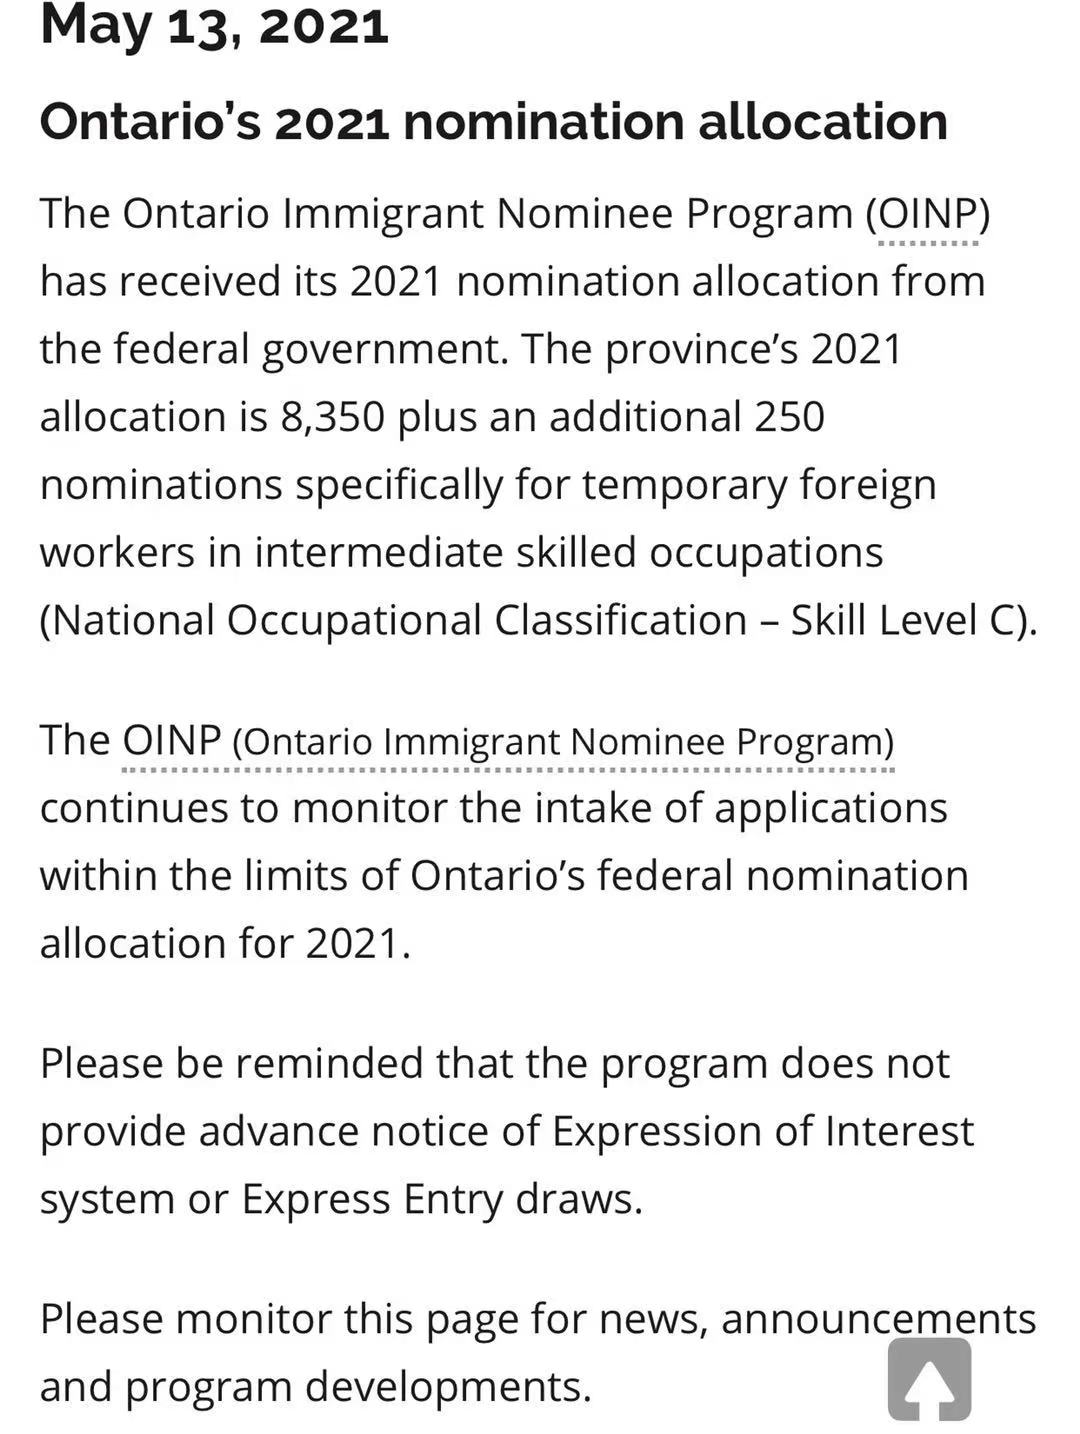 May 13, 2021
Ontario’s 2021 nomination allocation
The Ontario Immigrant Nominee Program (OINP)
has received its 2021 nomination allocation from
the federal government. The province’s 2021
allocation is 8,350 plus an additional 250
nominations specifically for temporary foreign
workers in intermediate skilled occupations
(National Occupational Classification – Skill Level C).
The OINP (Ontario Immigrant Nominee Program)
continues to monitor the intake of applications
within the limits of Ontario’s federal nomination
allocation for 2021.
Please be reminded that the program does not
provide advance notice of Expression of Interest
system or Express Entry draws.
Please monitor this page for news, announcements
and program developments.